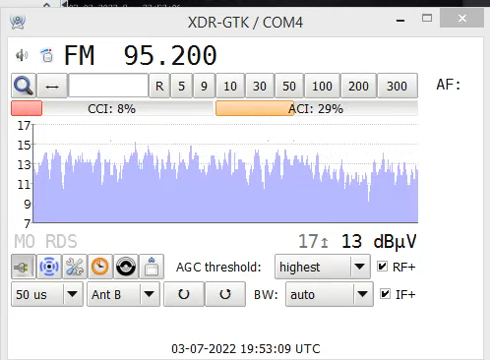 XDR-GTK / COM4
FM 95.200
R 5 9 10 30 50 100 200 300 AF:
CCI: 8% ACI: 29%
17
15
13
11
9
7
MO RDS 17↥ 13 dBµV
AGC threshold: highest RF+
50 us Ant B BW: auto IF+
03-07-2022 19:53:09 UTC